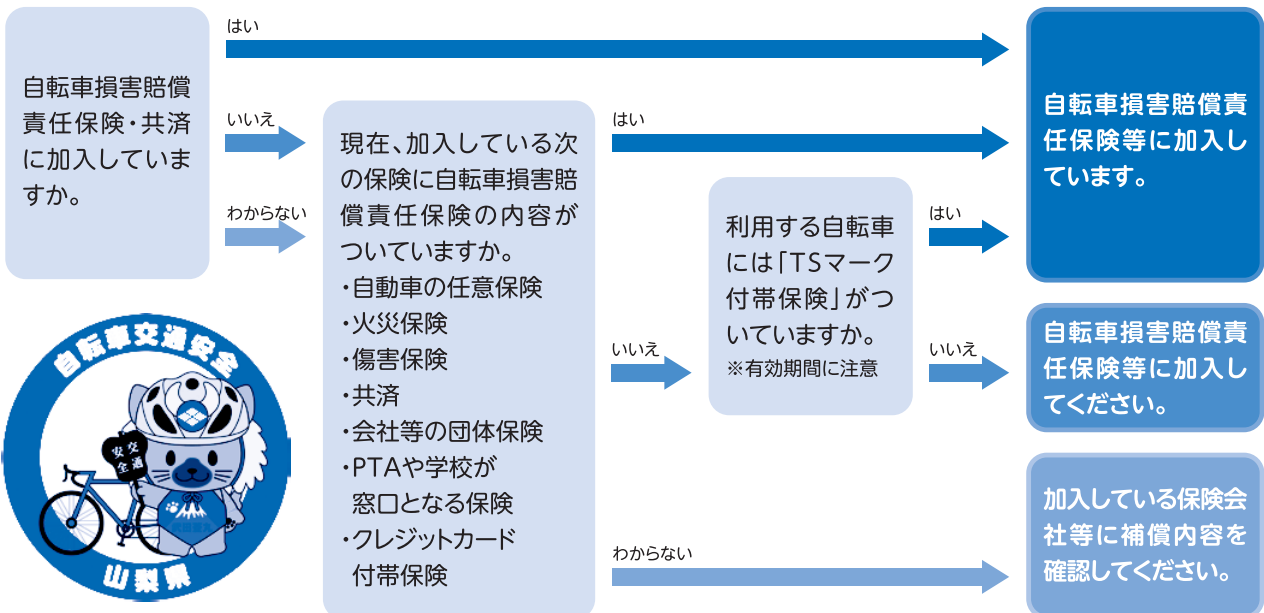 はい
自転車損害賠償
責任保険・共済
に加入していま
すか。
いいえ
わからない
現在、加入している次
の保険に自転車損害賠
償責任保険の内容が
ついていますか。
・自動車の任意保険
・火災保険
・傷害保険
・共済
・会社等の団体保険
・PTAや学校が
窓口となる保険
・クレジットカード
付帯保険
はい
いいえ
わからない
利用する自転車
には「TSマーク
付帯保険」がつ
いていますか。
※有効期間に注意
はい
いいえ
自転車損害賠償責
任保険等に加入し
ています。
自転車損害賠償責
任保険等に加入し
てください。
加入している保険会
社等に補償内容を
確認してください。
自転車交通安全
交通
安全
山梨県